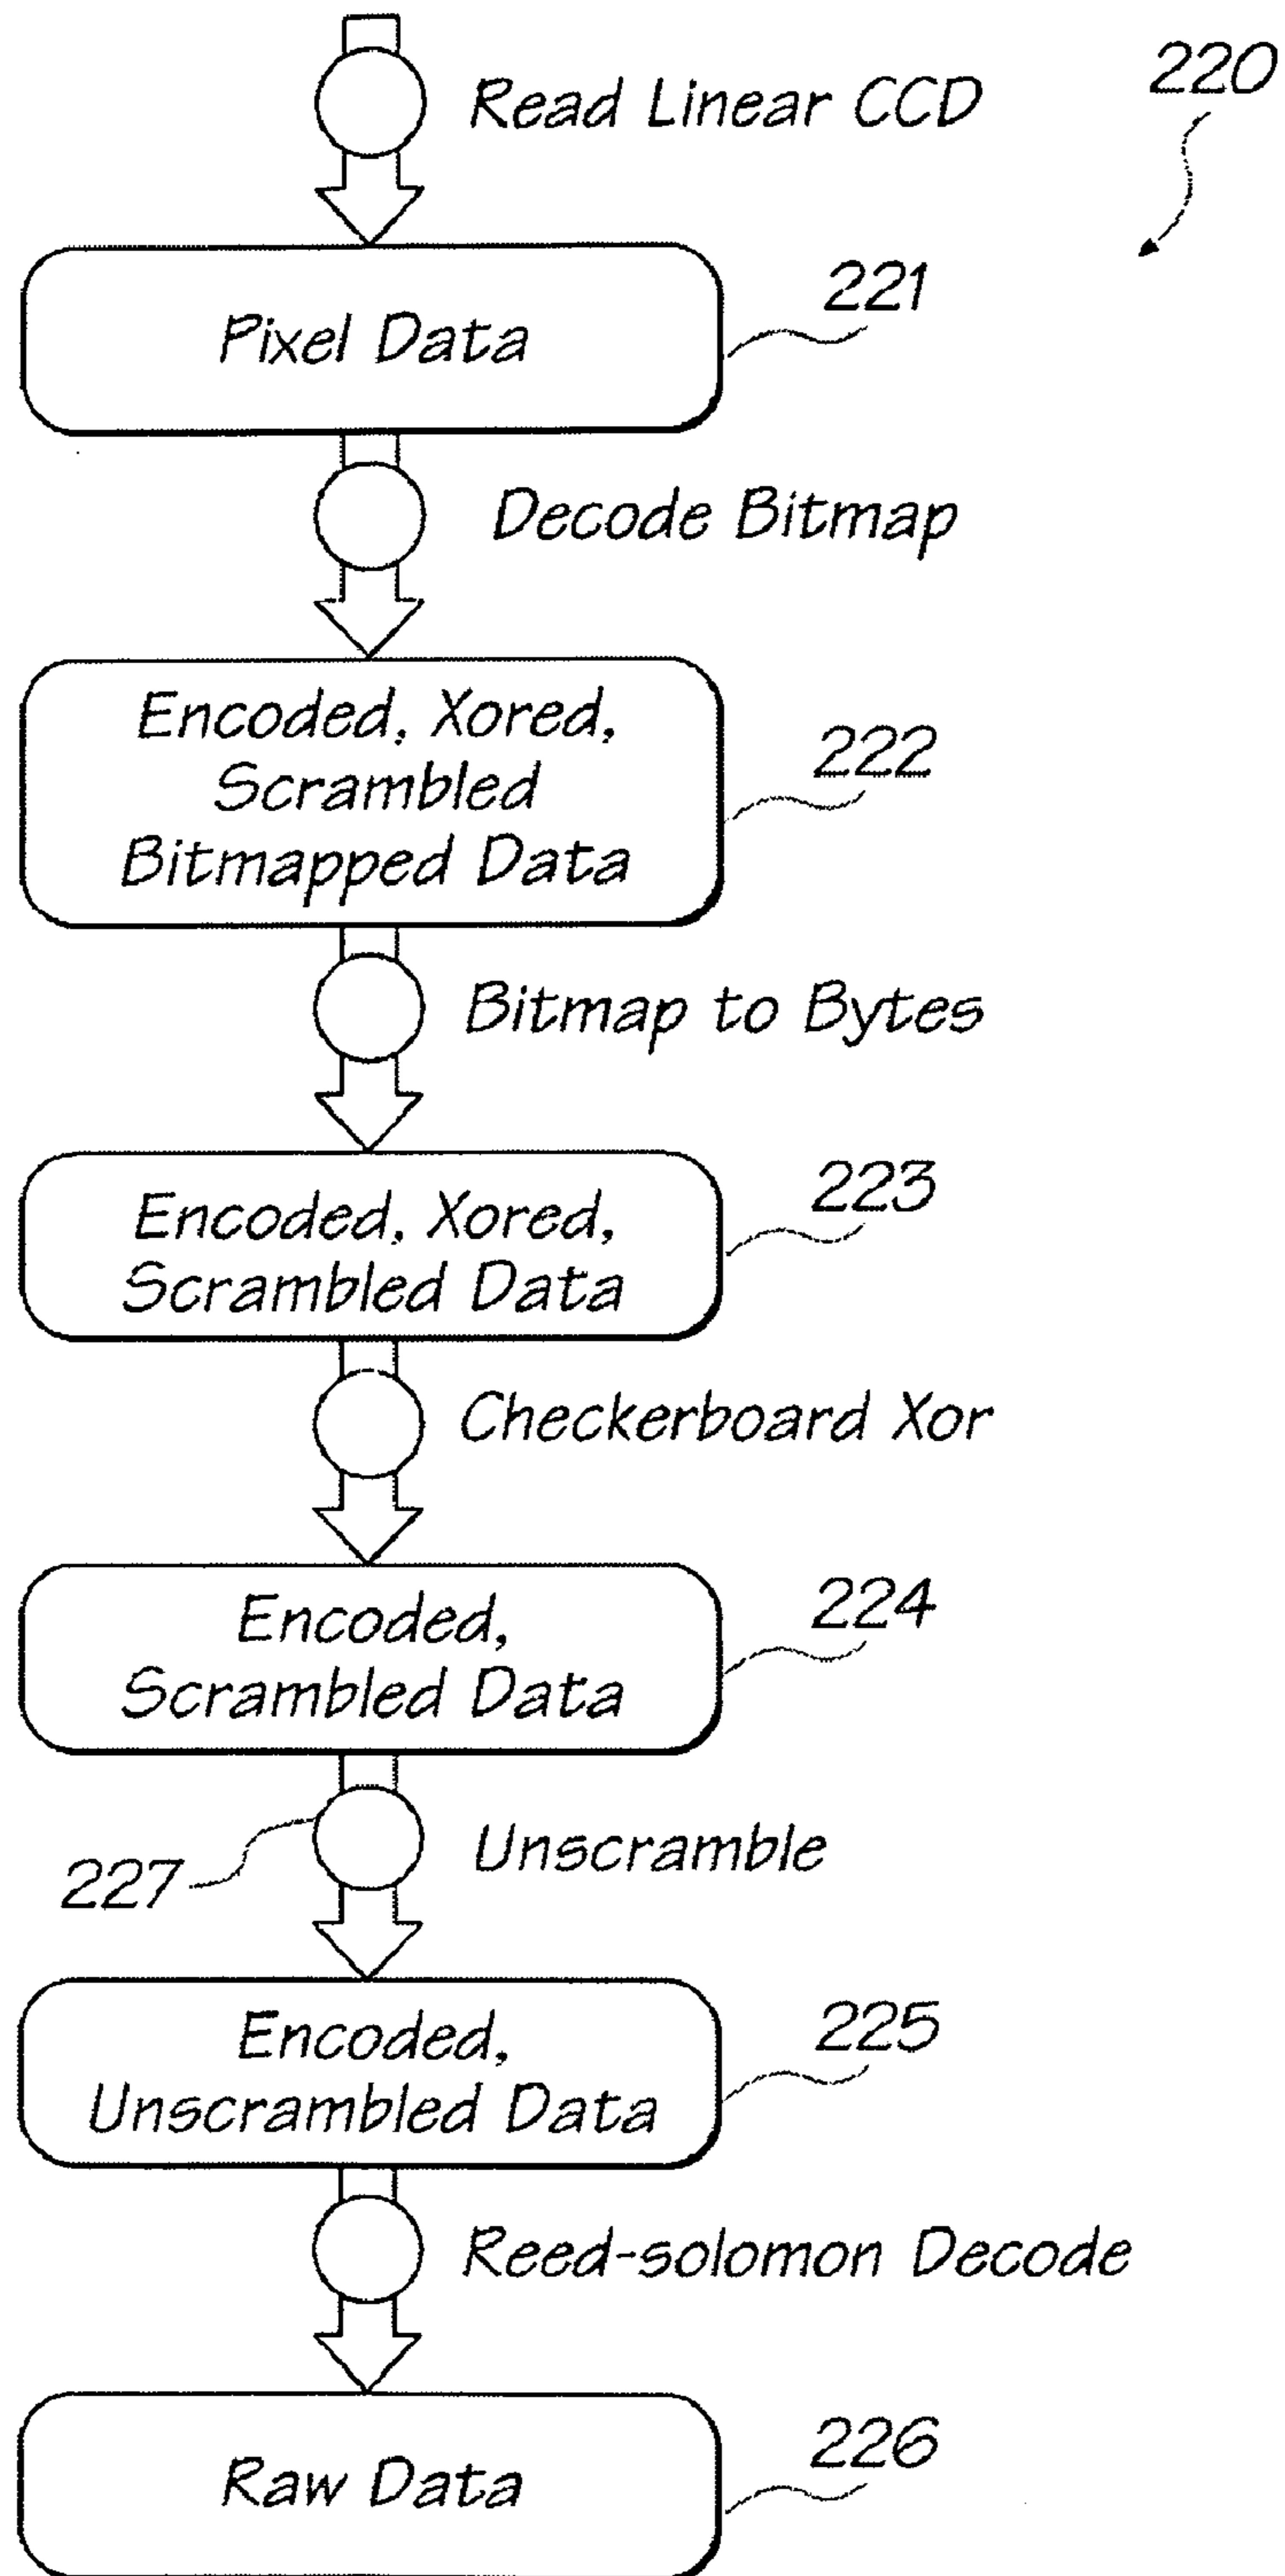 Read Linear CCD
220
Pixel Data
221
Decode Bitmap
Encoded, Xored,
Scrambled
Bitmapped Data
222
Bitmap to Bytes
Encoded, Xored,
Scrambled Data
223
Checkerboard Xor
Encoded,
Scrambled Data
224
227
Unscramble
Encoded,
Unscrambled Data
225
Reed-solomon Decode
Raw Data
226